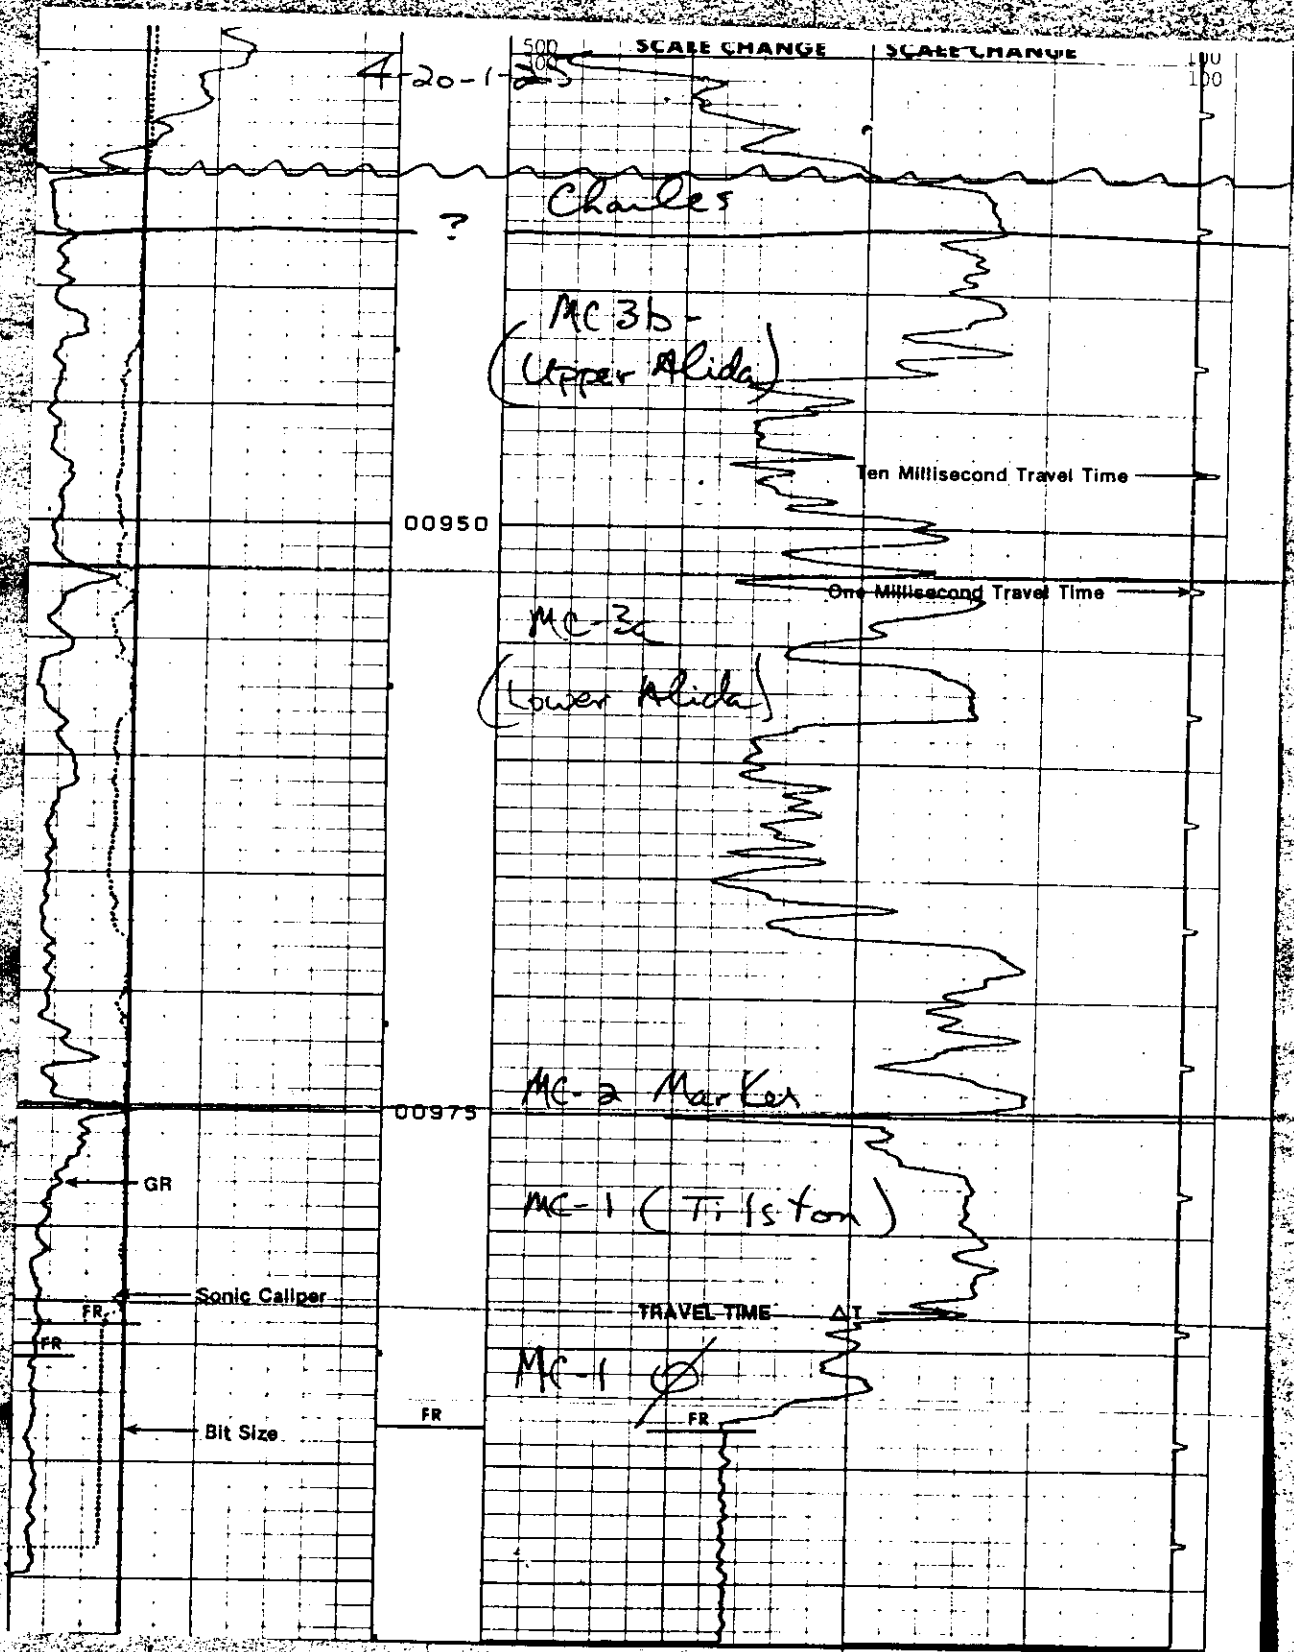 500 SCALE CHANGE SCALE CHANGE 100
100
4-20-1-25
Charles
?
MC 3b-
(Upper Alida)
Ten Millisecond Travel Time
00950
One Millisecond Travel Time
MC-3a
(Lower Alida)
MC-2 Marker
00975
GR
MC-1 (Tilston)
Sonic Caliper
FR
TRAVEL TIME ΔT
FR
MC-1 Ø
FR
FR
Bit Size